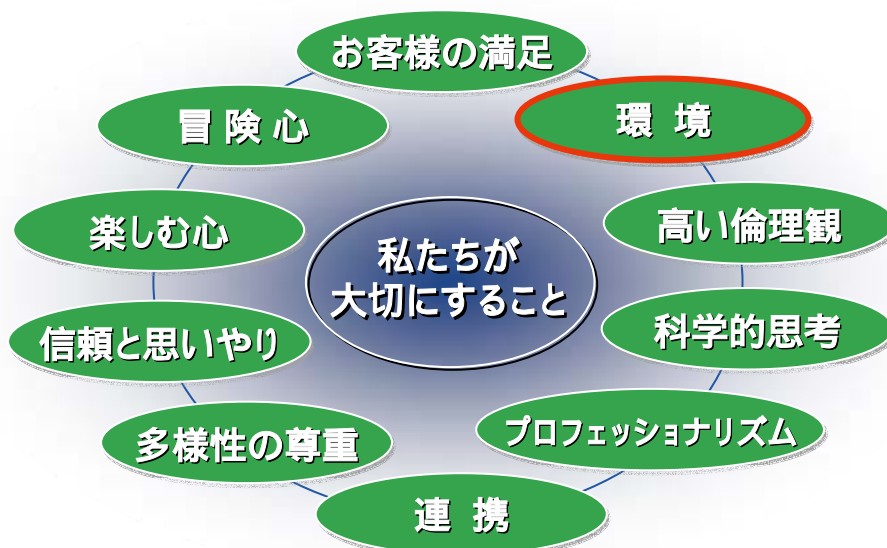 お客様の満足
環 境
高い倫理観
科学的思考
プロフェッショナリズム
連 携
多様性の尊重
信頼と思いやり
楽しむ心
冒 険 心
私たちが
大切にすること